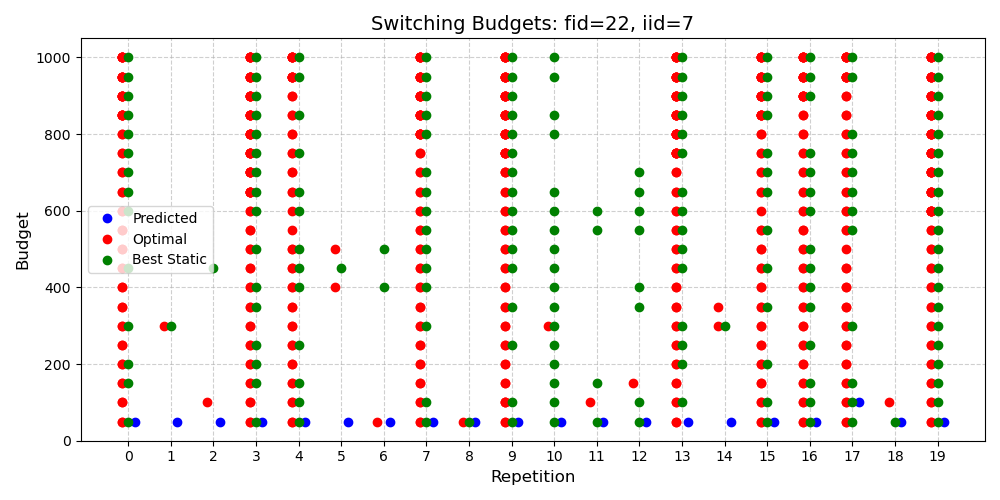 Switching Budgets: fid=22, iid=7
Budget
1000
800
600
400
200
0
Predicted
Optimal
Best Static
0 1 2 3 4 5 6 7 8 9 10 11 12 13 14 15 16 17 18 19
Repetition